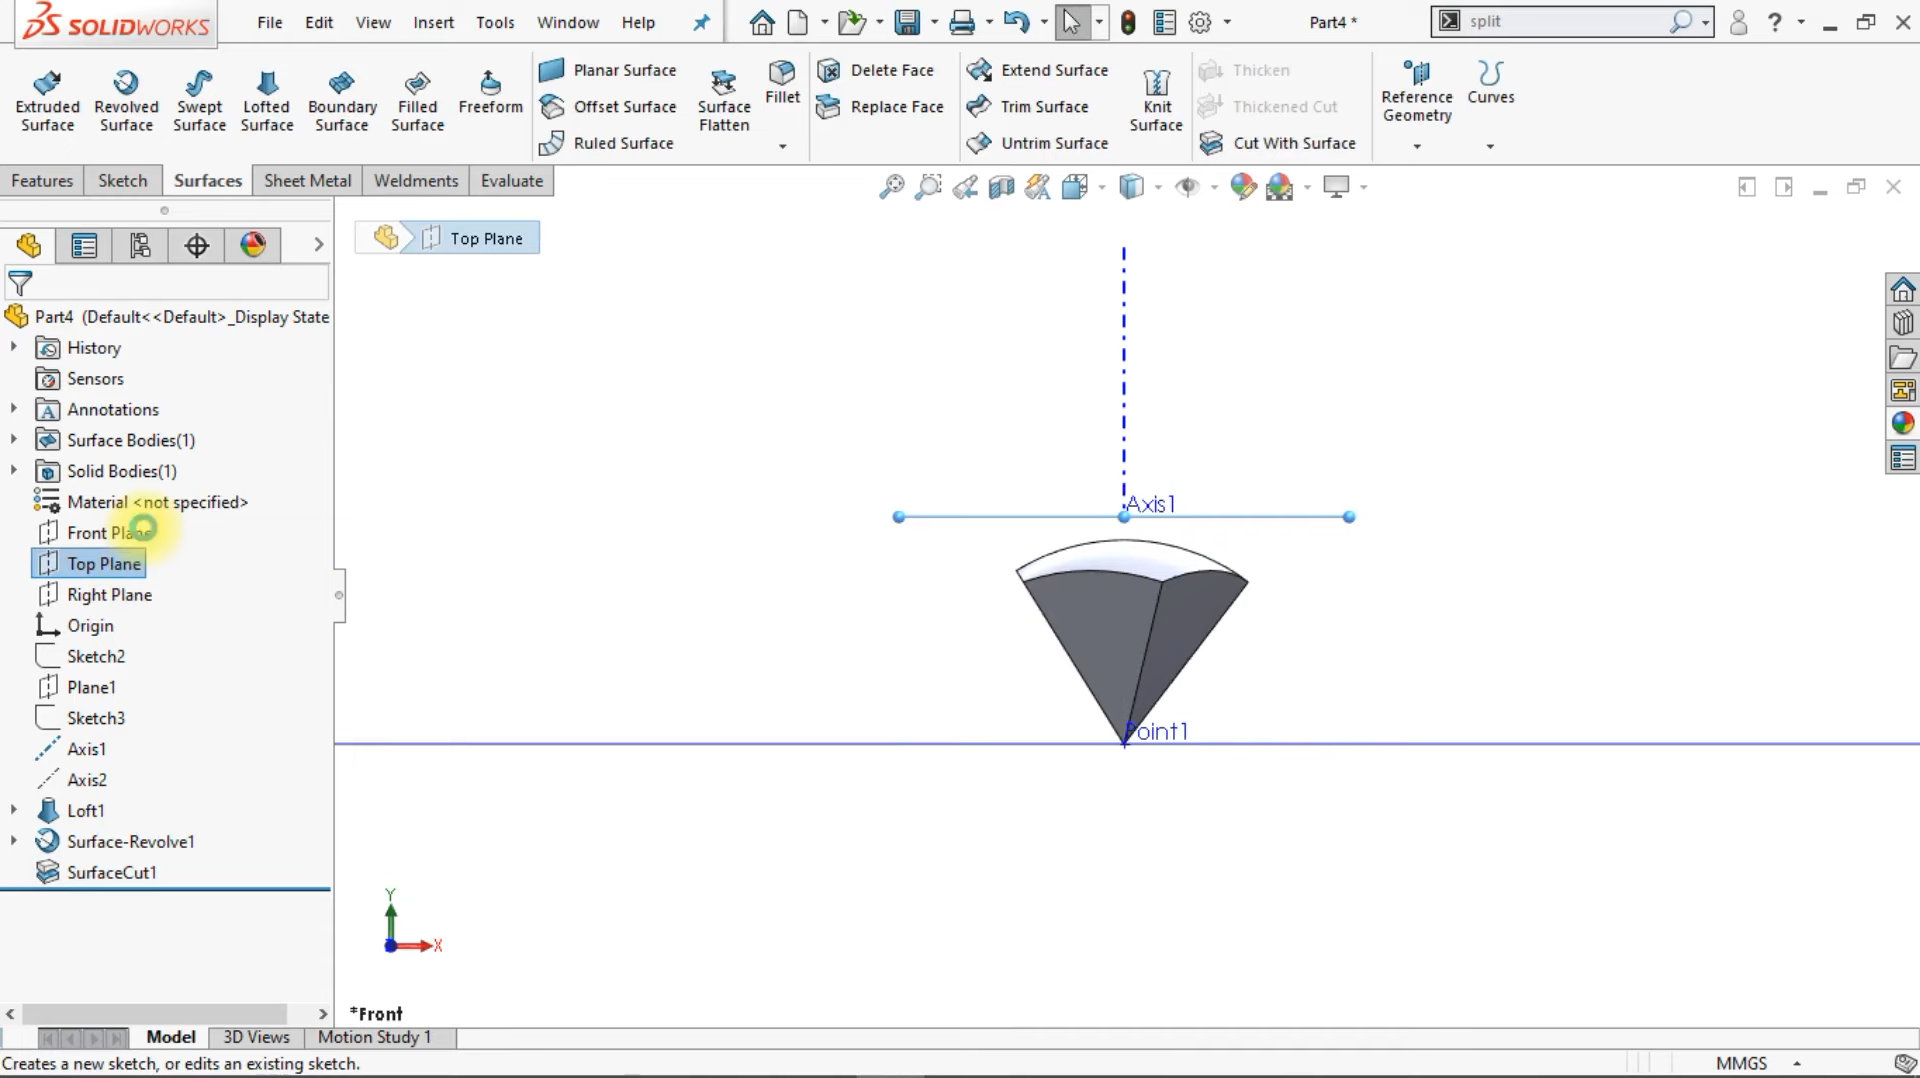 SOLIDWORKS File Edit View Insert Tools Window Help Part4 * split ?
Extruded Surface
Revolved Surface
Swept Surface
Lofted Surface
Boundary Surface
Filled Surface
Freeform
Planar Surface
Offset Surface
Ruled Surface
Surface Flatten
Fillet
Delete Face
Replace Face
Extend Surface
Trim Surface
Untrim Surface
Knit Surface
Thicken
Thickened Cut
Cut With Surface
Reference Geometry
Curves
Features Sketch Surfaces Sheet Metal Weldments Evaluate
Top Plane
Part4 (Default<<Default>_Display State
History
Sensors
Annotations
Surface Bodies(1)
Solid Bodies(1)
Material <not specified>
Front Plane
Top Plane
Right Plane
Origin
Sketch2
Plane1
Sketch3
Axis1
Axis2
Loft1
Surface-Revolve1
SurfaceCut1
Axis1
Point1
Y
X
*Front
Model 3D Views Motion Study 1
Creates a new sketch, or edits an existing sketch. MMGS